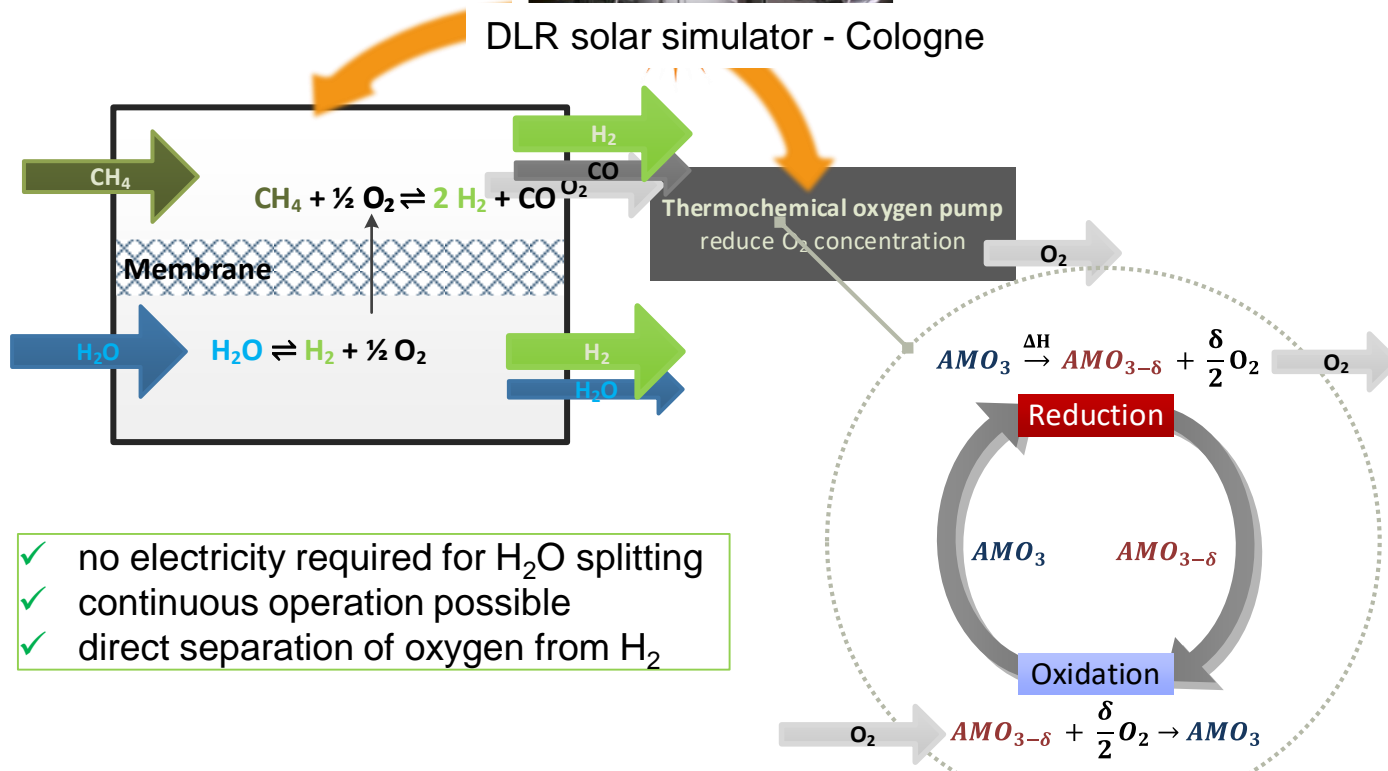 DLR solar simulator - Cologne
H₂
CO
O₂
CH₄
CH₄ + ½ O₂ ⇌ 2 H₂ + CO
Thermochemical oxygen pump
reduce O₂ concentration
O₂
Membrane
H₂O
H₂O ⇌ H₂ + ½ O₂
H₂
H₂O
AMO₃ →^ΔH AMO₃₋δ + δ/2 O₂
O₂
Reduction
AMO₃
AMO₃₋δ
Oxidation
O₂
AMO₃₋δ + δ/2 O₂ → AMO₃
✓ no electricity required for H₂O splitting
✓ continuous operation possible
✓ direct separation of oxygen from H₂